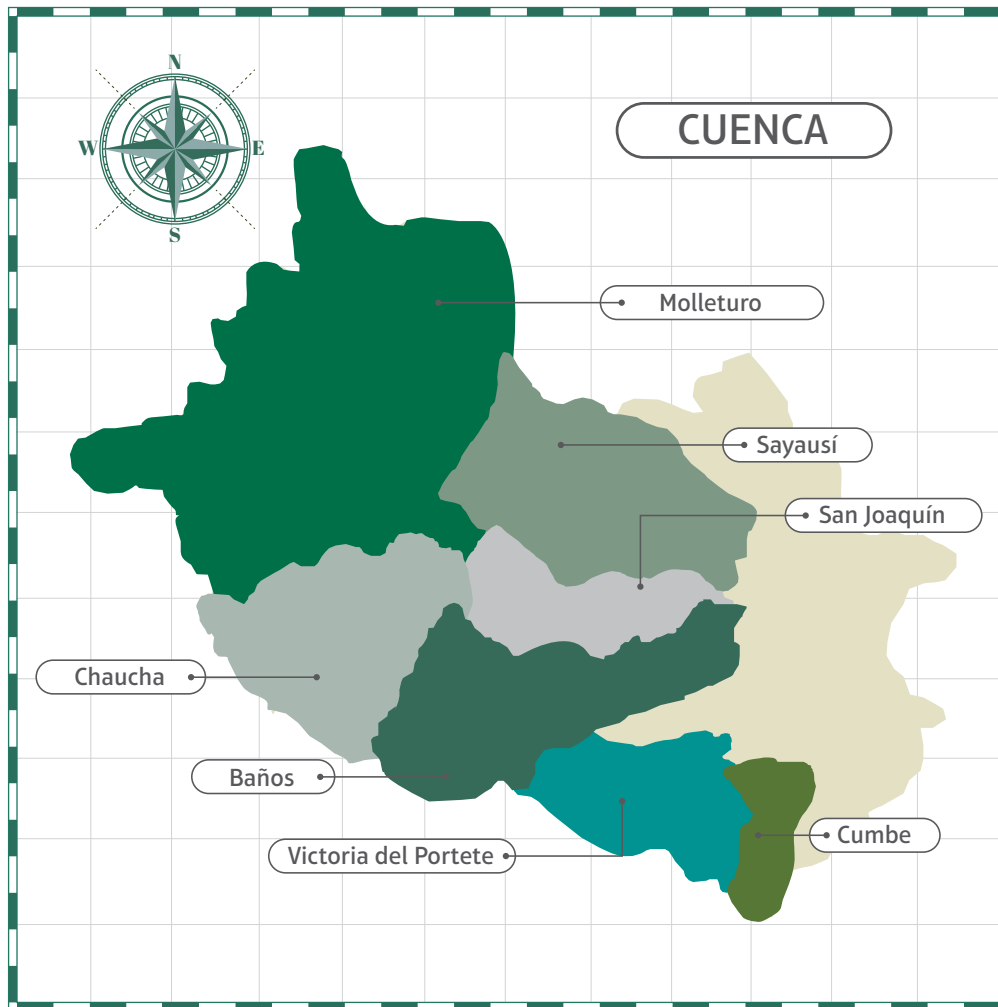 N
CUENCA
W
E
S
Molleturo
Sayausí
San Joaquín
Chaucha
Baños
Cumbe
Victoria del Portete